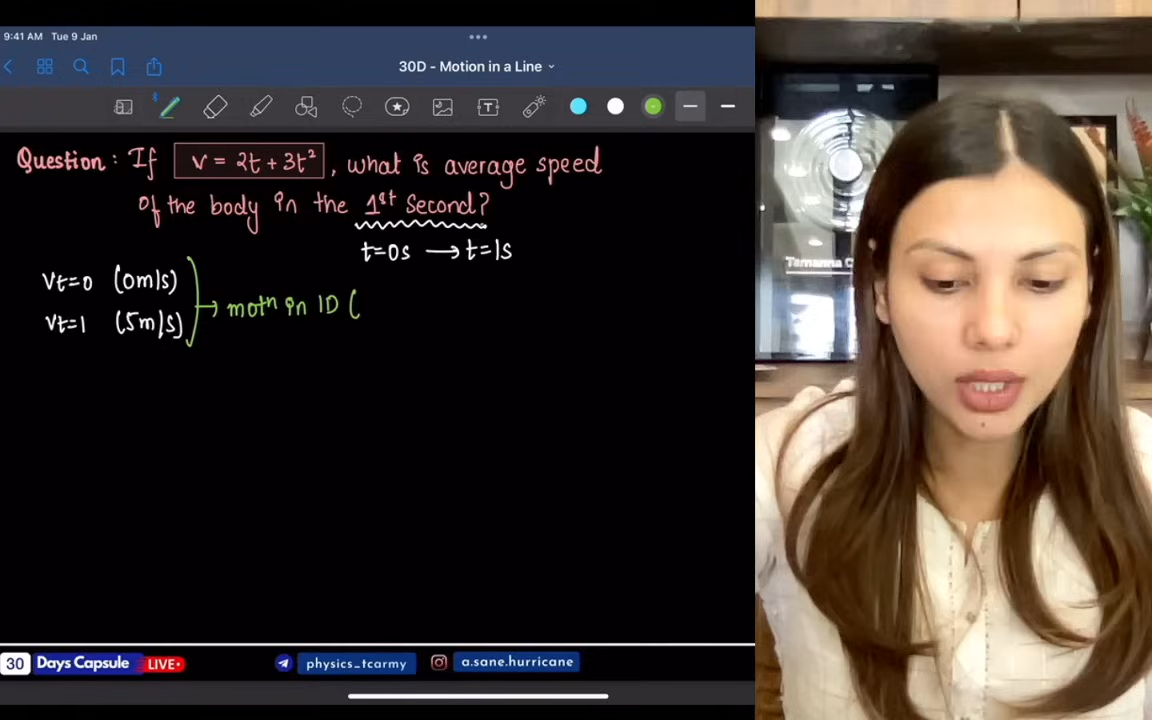 9:41 AM Tue 9 Jan
30D - Motion in a Line
Question: If v = 2t + 3t², what is average speed
of the body in the 1st second?
t=0s → t=1s
Vt=0 (0m/s)
Vt=1 (5m/s)
motn in 1D (
30 Days Capsule LIVE
physics_tcarmy
a.sane.hurricane